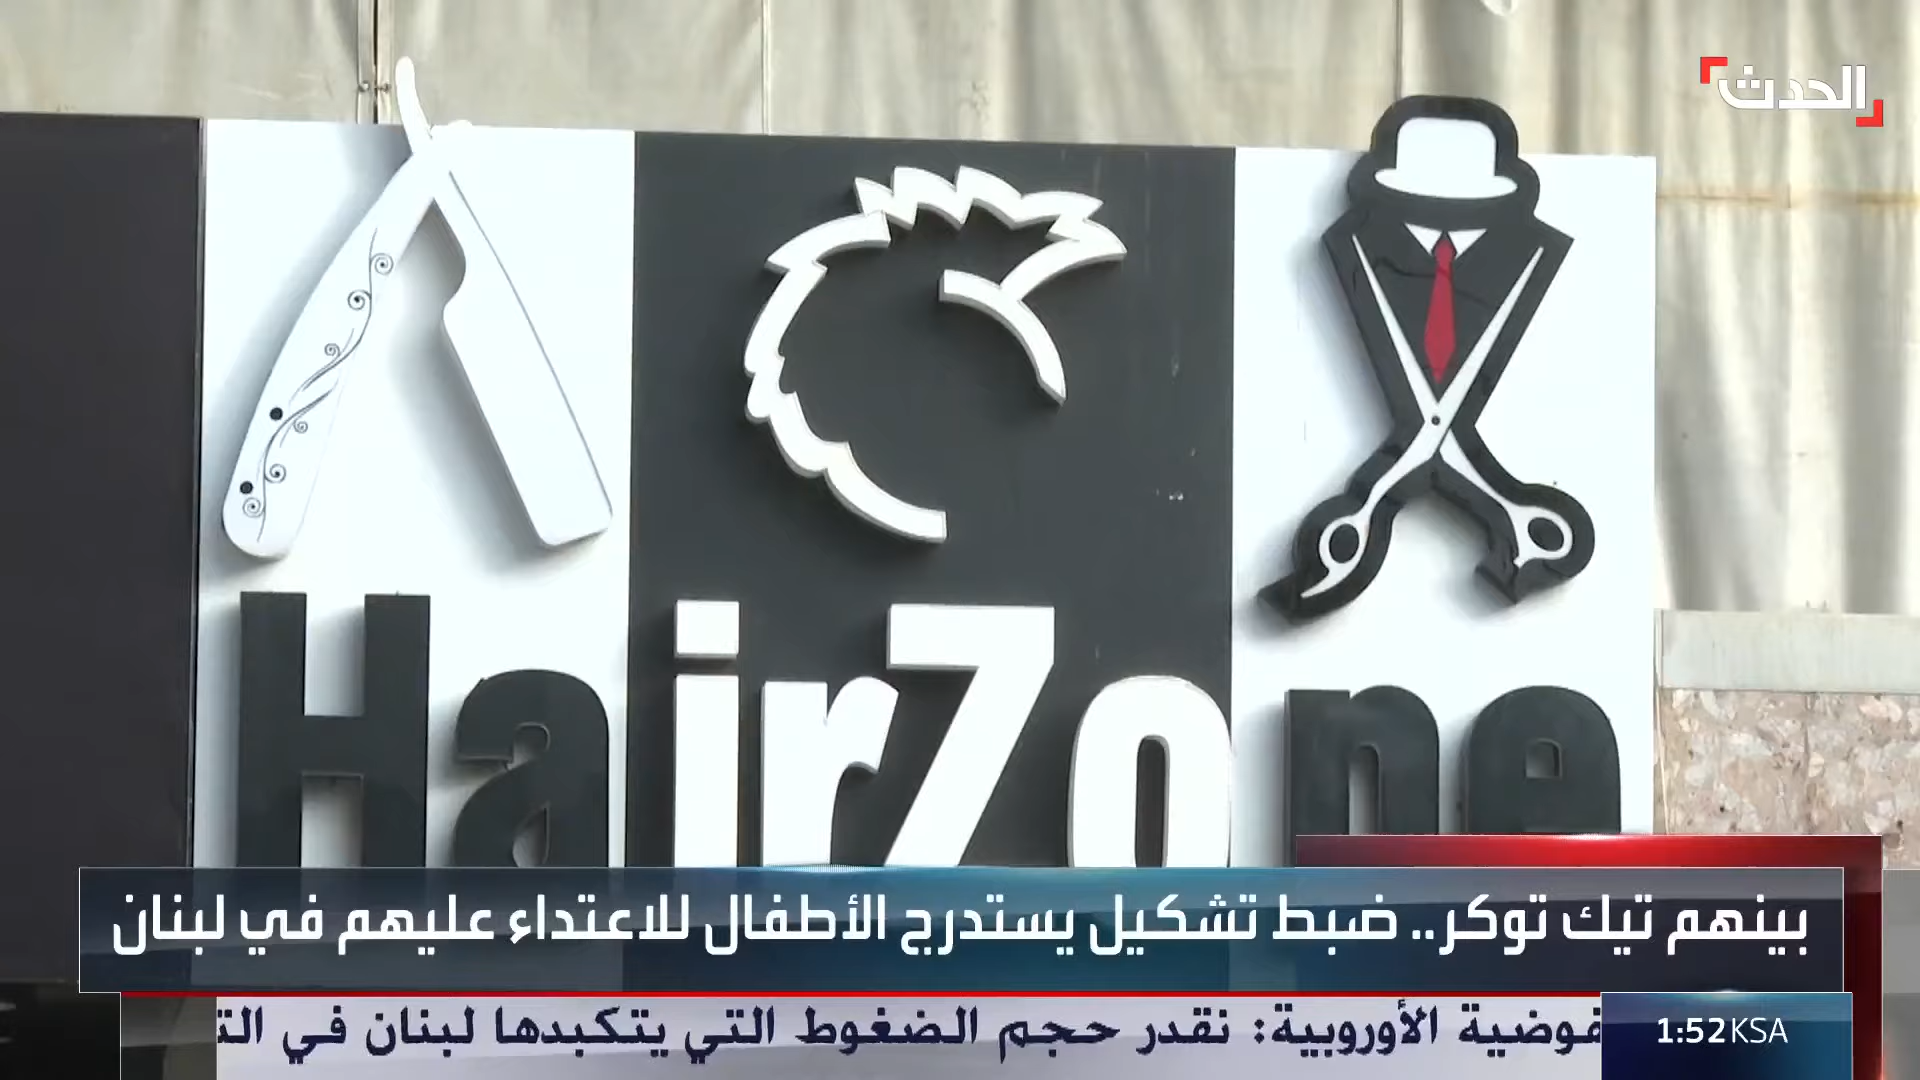 الحدث
HairZone
بينهم تيك توكر.. ضبط تشكيل يستدرج الأطفال للاعتداء عليهم في لبنان
الأوروبية: نقدر حجم الضغوط التي يتكبدها لبنان في
1:52 KSA